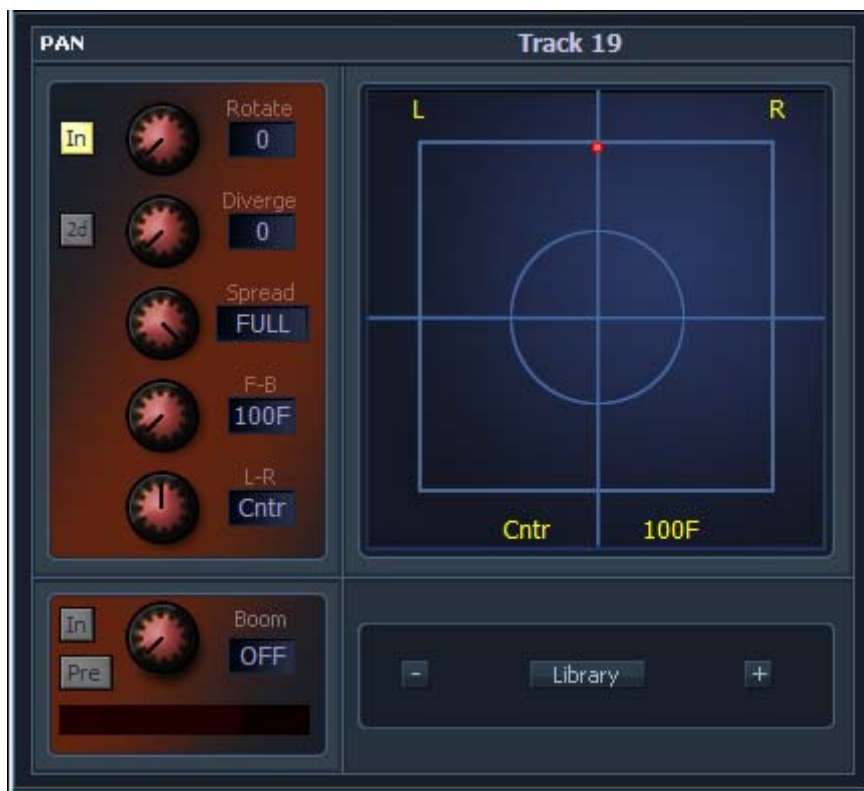 PAN
Track 19
In
Rotate
0
2d
Diverge
0
Spread
FULL
F-B
100F
L-R
Cntr
L
R
Cntr
100F
In
Pre
Boom
OFF
-
Library
+